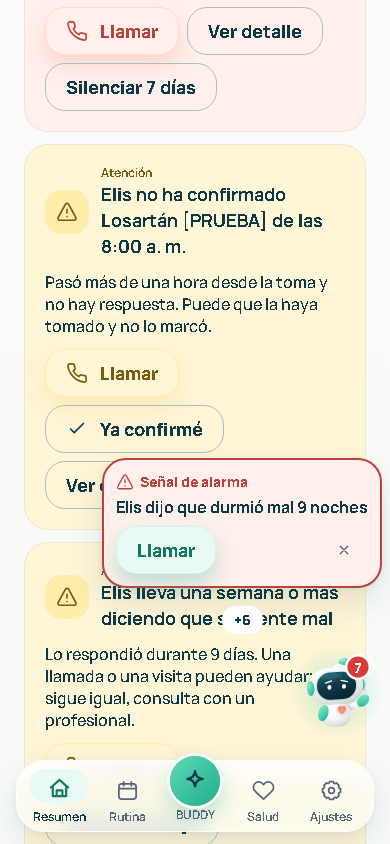 Llamar
Ver detalle
Silenciar 7 días
Atención
Elis no ha confirmado
Losartán [PRUEBA] de las
8:00 a. m.
Pasó más de una hora desde la toma y
no hay respuesta. Puede que la haya
tomado y no lo marcó.
Llamar
Ya confirmé
Ver
Señal de alarma
Elis dijo que durmió mal 9 noches
Llamar
×
Elis lleva una semana o más
diciendo que s
+6
ente mal
Lo respondió durante 9 días. Una
llamada o una visita pueden ayudar;
sigue igual, consulta con un
profesional.
7
Resumen
Rutina
BUDDY
Salud
Ajustes